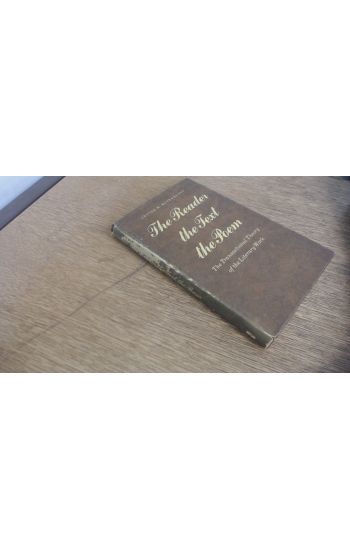 The Reader
the Text
the Poem
The Transactional Theory
of the Literary Work